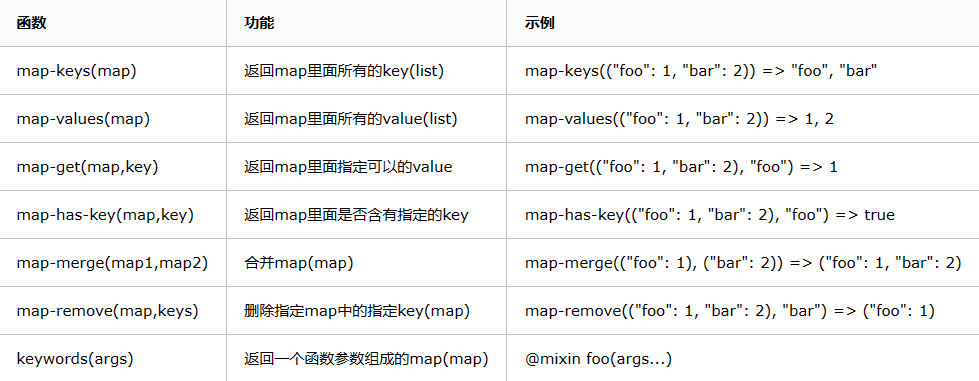 函数 功能 示例
map-keys(map) 返回map里面所有的key(list) map-keys(("foo": 1, "bar": 2)) => "foo", "bar"
map-values(map) 返回map里面所有的value(list) map-values(("foo": 1, "bar": 2)) => 1, 2
map-get(map,key) 返回map里面指定可以的value map-get(("foo": 1, "bar": 2), "foo") => 1
map-has-key(map,key) 返回map里面是否含有指定的key map-has-key(("foo": 1, "bar": 2), "foo") => true
map-merge(map1,map2) 合并map(map) map-merge(("foo": 1), ("bar": 2)) => ("foo": 1, "bar": 2)
map-remove(map,keys) 删除指定map中的指定key(map) map-remove(("foo": 1, "bar": 2), "bar") => ("foo": 1)
keywords(args) 返回一个函数参数组成的map(map) @mixin foo(args...)